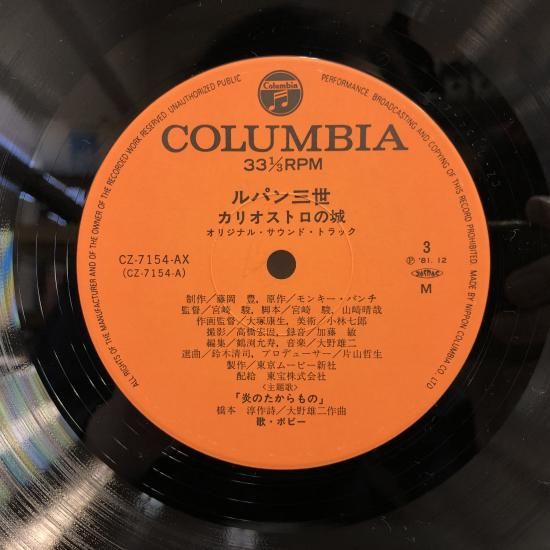 ALL RIGHTS OF THE MANUFACTURER AND OF THE OWNER OF THE RECORDED WORK RESERVED. UNAUTHORIZED PUBLIC PERFORMANCE, BROADCASTING AND COPYING OF THIS RECORD PROHIBITED. MADE BY NIPPON COLUMBIA CO., LTD
Columbia
COLUMBIA
33⅓RPM
ルパン三世
カリオストロの城
オリジナル・サウンド・トラック
CZ-7154-AX
(CZ-7154-A)
3
Ⓟ '81. 12
JASRAC
M
制作/藤岡 豊, 原作/モンキー・パンチ
監督/宮崎 駿, 脚本/宮崎 駿, 山崎晴哉
作画監督/大塚康生, 美術/小林七郎
撮影/高橋宏固, 録音/加藤 敏
編集/鶴渕允寿, 音楽/大野雄二
選曲/鈴木清司, プロデューサー/片山哲生
製作/東京ムービー新社
配給 東宝株式会社
〈主題歌〉
「炎のたからもの」
橋本 淳作詩/大野雄二作曲
歌・ボビー